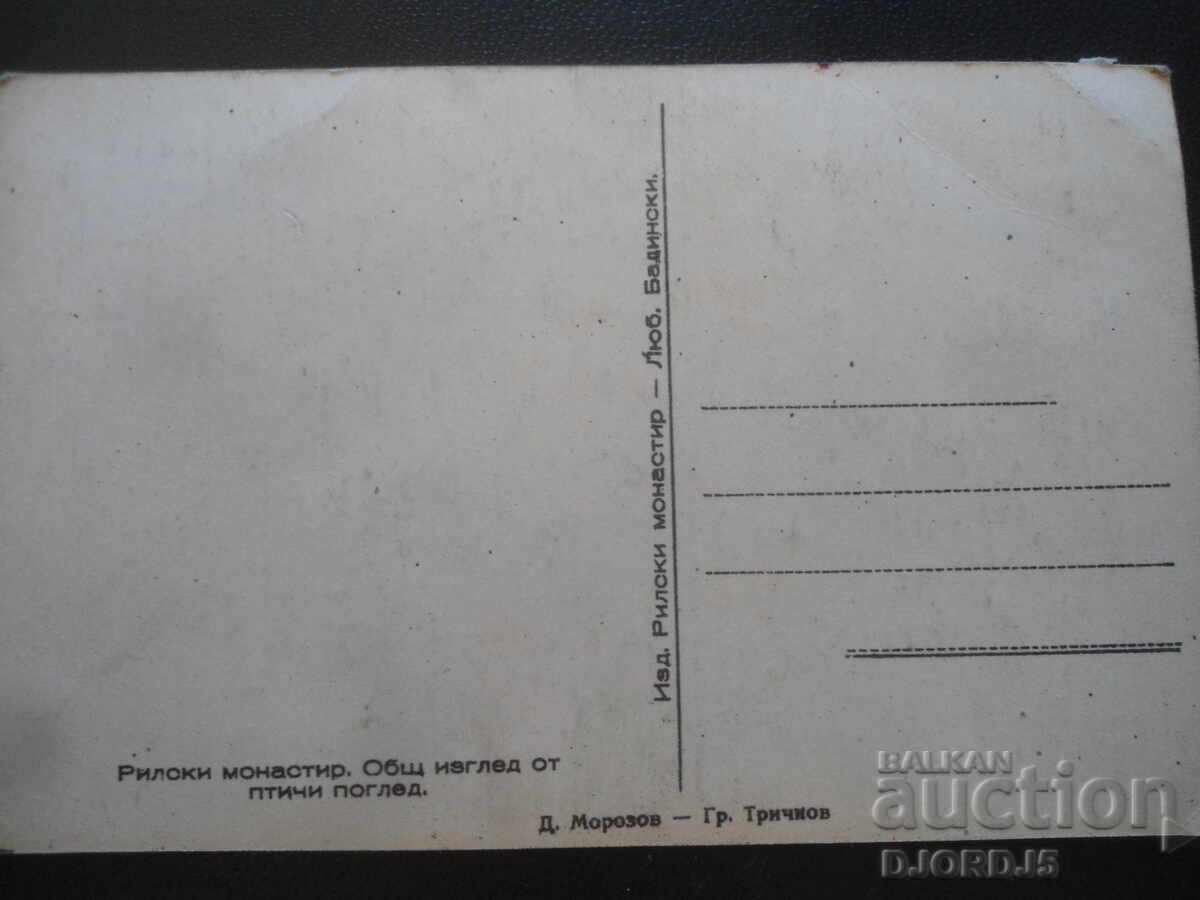 Изд. Рилски монастир — Люб. Бадински.
Рилски монастир. Общ изглед от
птичи поглед.
Д. Морозов — Гр. Тричков
BALKAN
auction
DJORDJ5